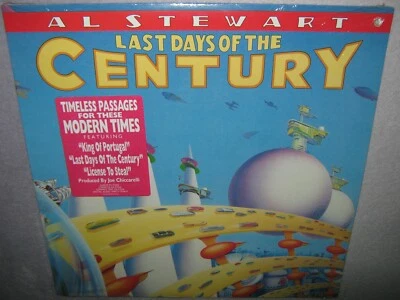 AL STEWART
LAST DAYS OF THE
CENTURY
TIMELESS PASSAGES
FOR THESE
MODERN TIMES
FEATURING
"King Of Portugal"
"Last Days Of The Century"
"License To Steal"
Produced By Joe Chiccarelli